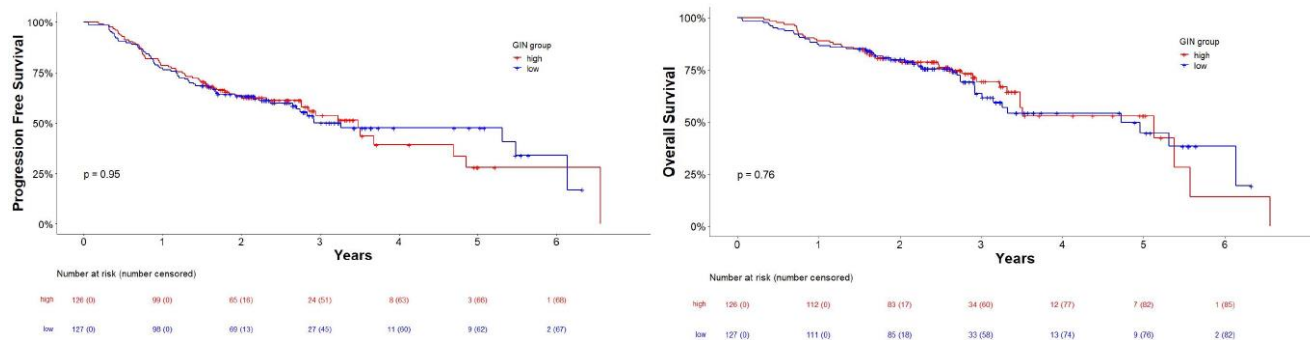 Progression Free Survival
100%
75%
50%
25%
0%
GIN group
high
low
p = 0.95
0 1 2 3 4 5 6
Years
Number at risk (number censored)
high 126 (0) 99 (0) 65 (16) 24 (51) 8 (63) 3 (66) 1 (68)
low 127 (0) 98 (0) 69 (13) 27 (45) 11 (60) 9 (62) 2 (67)
Overall Survival
100%
75%
50%
25%
0%
GIN group
high
low
p = 0.76
0 1 2 3 4 5 6
Years
Number at risk (number censored)
high 126 (0) 112 (0) 83 (17) 34 (60) 12 (77) 7 (82) 1 (85)
low 127 (0) 111 (0) 85 (18) 33 (58) 13 (74) 9 (76) 2 (82)